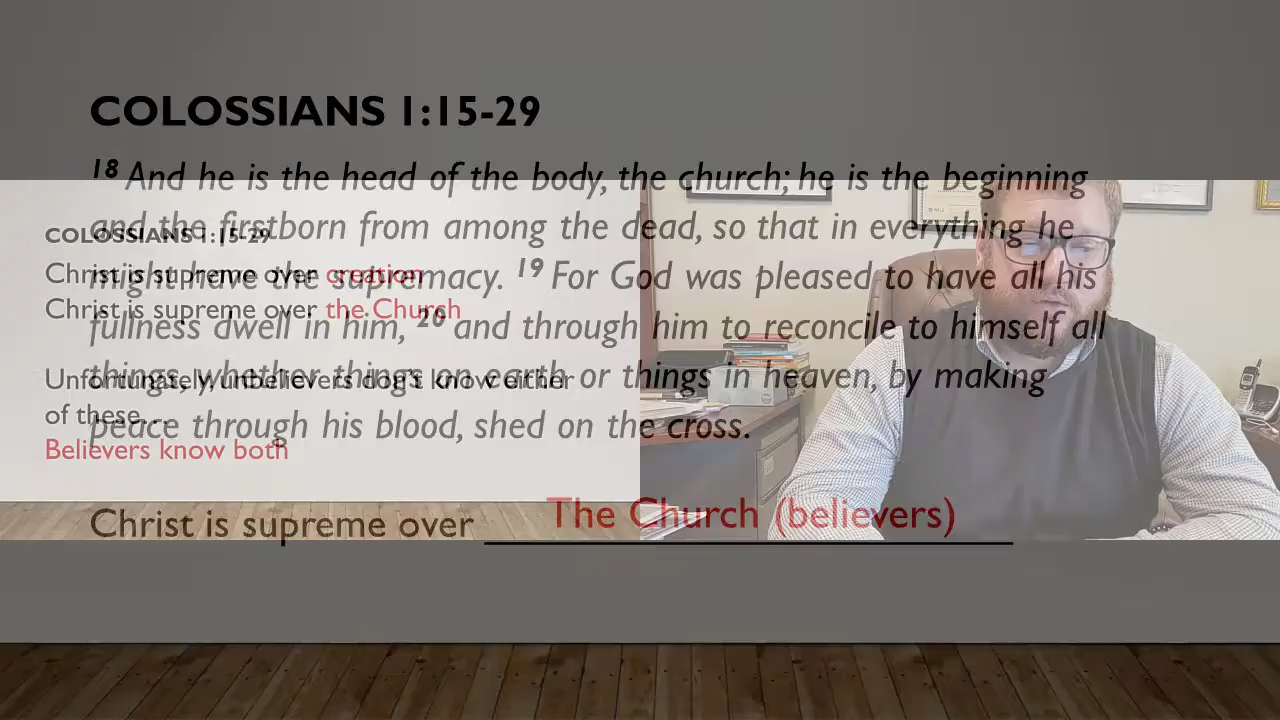 COLOSSIANS 1:15-29
18 And he is the head of the body, the church; he is the beginning
and the firstborn from among the dead, so that in everything he
might have the supremacy. 19 For God was pleased to have all his
fullness dwell in him, 20 and through him to reconcile to himself all
things, whether things on earth or things in heaven, by making
peace through his blood, shed on the cross.
Christ is supreme over The Church (believers)
COLOSSIANS 1:15-29
Christ is supreme over creation
Christ is supreme over the Church
Unfortunately, unbelievers don't know either
of these...
Believers know both